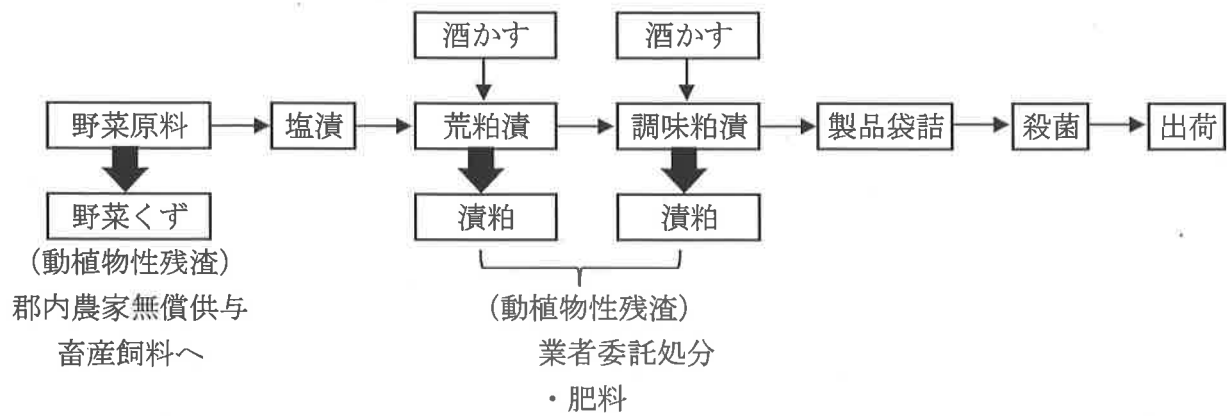 酒かす
酒かす
野菜原料
塩漬
荒粕漬
調味粕漬
製品袋詰
殺菌
出荷
野菜くず
漬粕
漬粕
(動植物性残渣)
郡内農家無償供与
畜産飼料へ
(動植物性残渣)
業者委託処分
・肥料